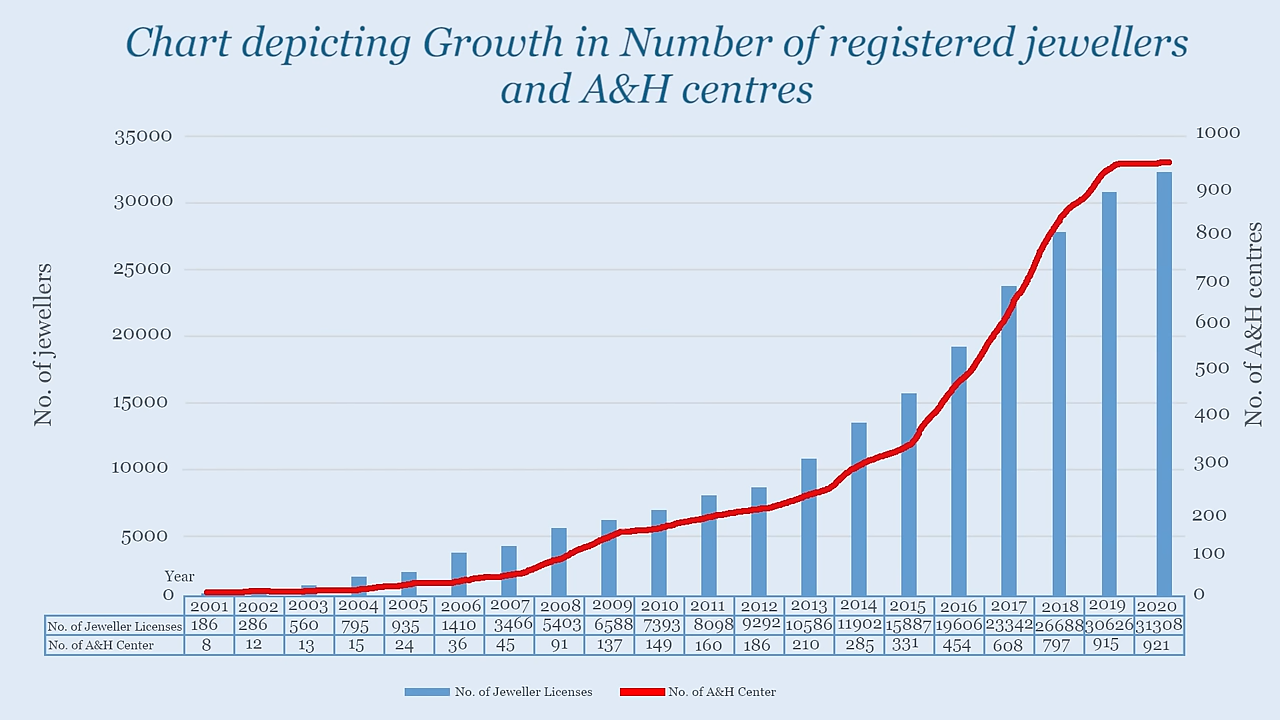 Chart depicting Growth in Number of registered jewellers
and A&H centres
35000
30000
25000
20000
15000
10000
5000
0
No. of jewellers
1000
900
800
700
600
500
400
300
200
100
0
No. of A&H centres
Year
2001 2002 2003 2004 2005 2006 2007 2008 2009 2010 2011 2012 2013 2014 2015 2016 2017 2018 2019 2020
No. of Jeweller Licenses 186 286 560 795 935 1410 3466 5403 6588 7393 8098 9292 10586 11902 15887 19606 23342 26688 30626 31308
No. of A&H Center 8 12 13 15 24 36 45 91 137 149 160 186 210 285 331 454 608 797 915 921
No. of Jeweller Licenses No. of A&H Center